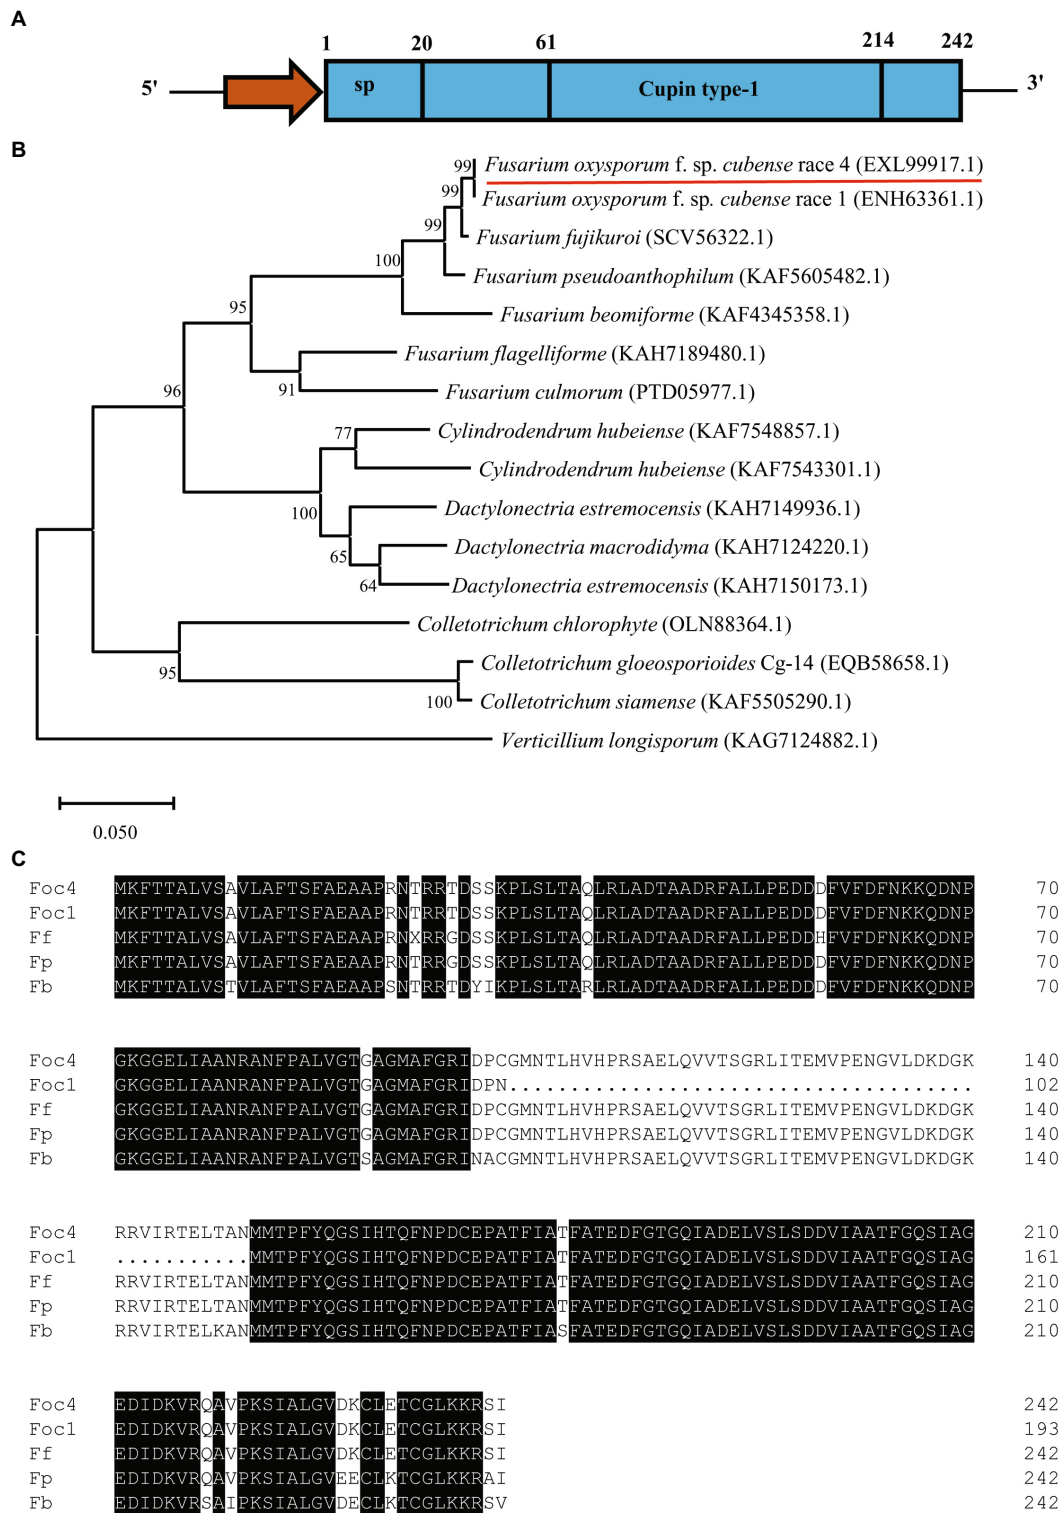 A
1 20 61 214 242
5' sp Cupin type-1 3'
B
99 Fusarium oxysporum f. sp. cubense race 4 (EXL99917.1)
99 Fusarium oxysporum f. sp. cubense race 1 (ENH63361.1)
99 Fusarium fujikuroi (SCV56322.1)
100 Fusarium pseudoanthophilum (KAF5605482.1)
95 Fusarium beomiforme (KAF4345358.1)
Fusarium flagelliforme (KAH7189480.1)
96 91 Fusarium culmorum (PTD05977.1)
77 Cylindrodendrum hubeiense (KAF7548857.1)
Cylindrodendrum hubeiense (KAF7543301.1)
100 Dactylonectria estremocensis (KAH7149936.1)
65 Dactylonectria macrodidyma (KAH7124220.1)
64 Dactylonectria estremocensis (KAH7150173.1)
Colletotrichum chlorophyte (OLN88364.1)
95 Colletotrichum gloeosporioides Cg-14 (EQB58658.1)
100 Colletotrichum siamense (KAF5505290.1)
Verticillium longisporum (KAG7124882.1)
0.050
C
Foc4 MKFTTALVSAVLAFTSFAEAAPRNTRRTDSSKPLSLTAQLRLADTAADRFALLPEDDDFVFDFNKKQDNP 70
Foc1 MKFTTALVSAVLAFTSFAEAAPRNTRRTDSSKPLSLTAQLRLADTAADRFALLPEDDDFVFDFNKKQDNP 70
Ff MKFTTALVSAVLAFTSFAEAAPRNXRRGDSSKPLSLTAQLRLADTAADRFALLPEDDHFVFDFNKKQDNP 70
Fp MKFTTALVSAVLAFTSFAEAAPRNTRRGDSSKPLSLTAQLRLADTAADRFALLPEDDDFVFDFNKKQDNP 70
Fb MKFTTALVSTVLAFTSFAEAAPSNTRRTDYIKPLSLTARLRLADTAADRFALLPEDDDFVFDFNKKQDNP 70
Foc4 GKGGELIAANRANFPALVGTGAGMAFGRIDPCGMNTLHVHPRSAELQVVTSGRLITEMVPENGVLDKDGK 140
Foc1 GKGGELIAANRANFPALVGTGAGMAFGRIDPN...................................... 102
Ff GKGGELIAANRANFPALVGTGAGMAFGRIDPCGMNTLHVHPRSAELQVVTSGRLITEMVPENGVLDKDGK 140
Fp GKGGELIAANRANFPALVGTGAGMAFGRIDPCGMNTLHVHPRSAELQVVTSGRLITEMVPENGVLDKDGK 140
Fb GKGGELIAANRANFPALVGTSAGMAFGRINACGMNTLHVHPRSAELQVVTSGRLITEMVPENGVLDKDGK 140
Foc4 RRVIRTELTANMMTPFYQGSIHTQFNPDCEPATFIATFATEDFGTGQIADELVSLSDDVIAATFGQSIAG 210
Foc1 ...........MMTPFYQGSIHTQFNPDCEPATFIATFATEDFGTGQIADELVSLSDDVIAATFGQSIAG 161
Ff RRVIRTELTANMMTPFYQGSIHTQFNPDCEPATFIATFATEDFGTGQIADELVSLSDDVIAATFGQSIAG 210
Fp RRVIRTELTANMMTPFYQGSIHTQFNPDCEPATFIATFATEDFGTGQIADELVSLSDDVIAATFGQSIAG 210
Fb RRVIRTELKANMMTPFYQGSIHTQFNPDCEPATFIASFATEDFGTGQIADELVSLSDDVIAATFGQSIAG 210
Foc4 EDIDKVRQAVPKSIALGVDKCLETCGLKKRSI 242
Foc1 EDIDKVRQAVPKSIALGVDKCLETCGLKKRSI 193
Ff EDIDKVRQAVPKSIALGVDKCLETCGLKKRSI 242
Fp EDIDKVRQAVPKSIALGVEECLKTCGLKKRAI 242
Fb EDIDKVRSAIPKSIALGVDECLKTCGLKKRSV 242